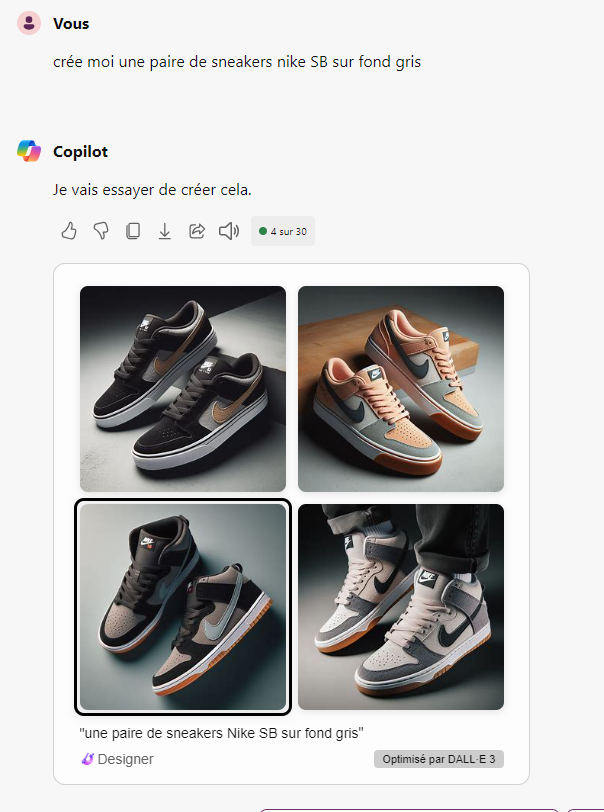 Vous
crée moi une paire de sneakers nike SB sur fond gris
Copilot
Je vais essayer de créer cela.
4 sur 30
"une paire de sneakers Nike SB sur fond gris"
Designer
Optimisé par DALL·E 3